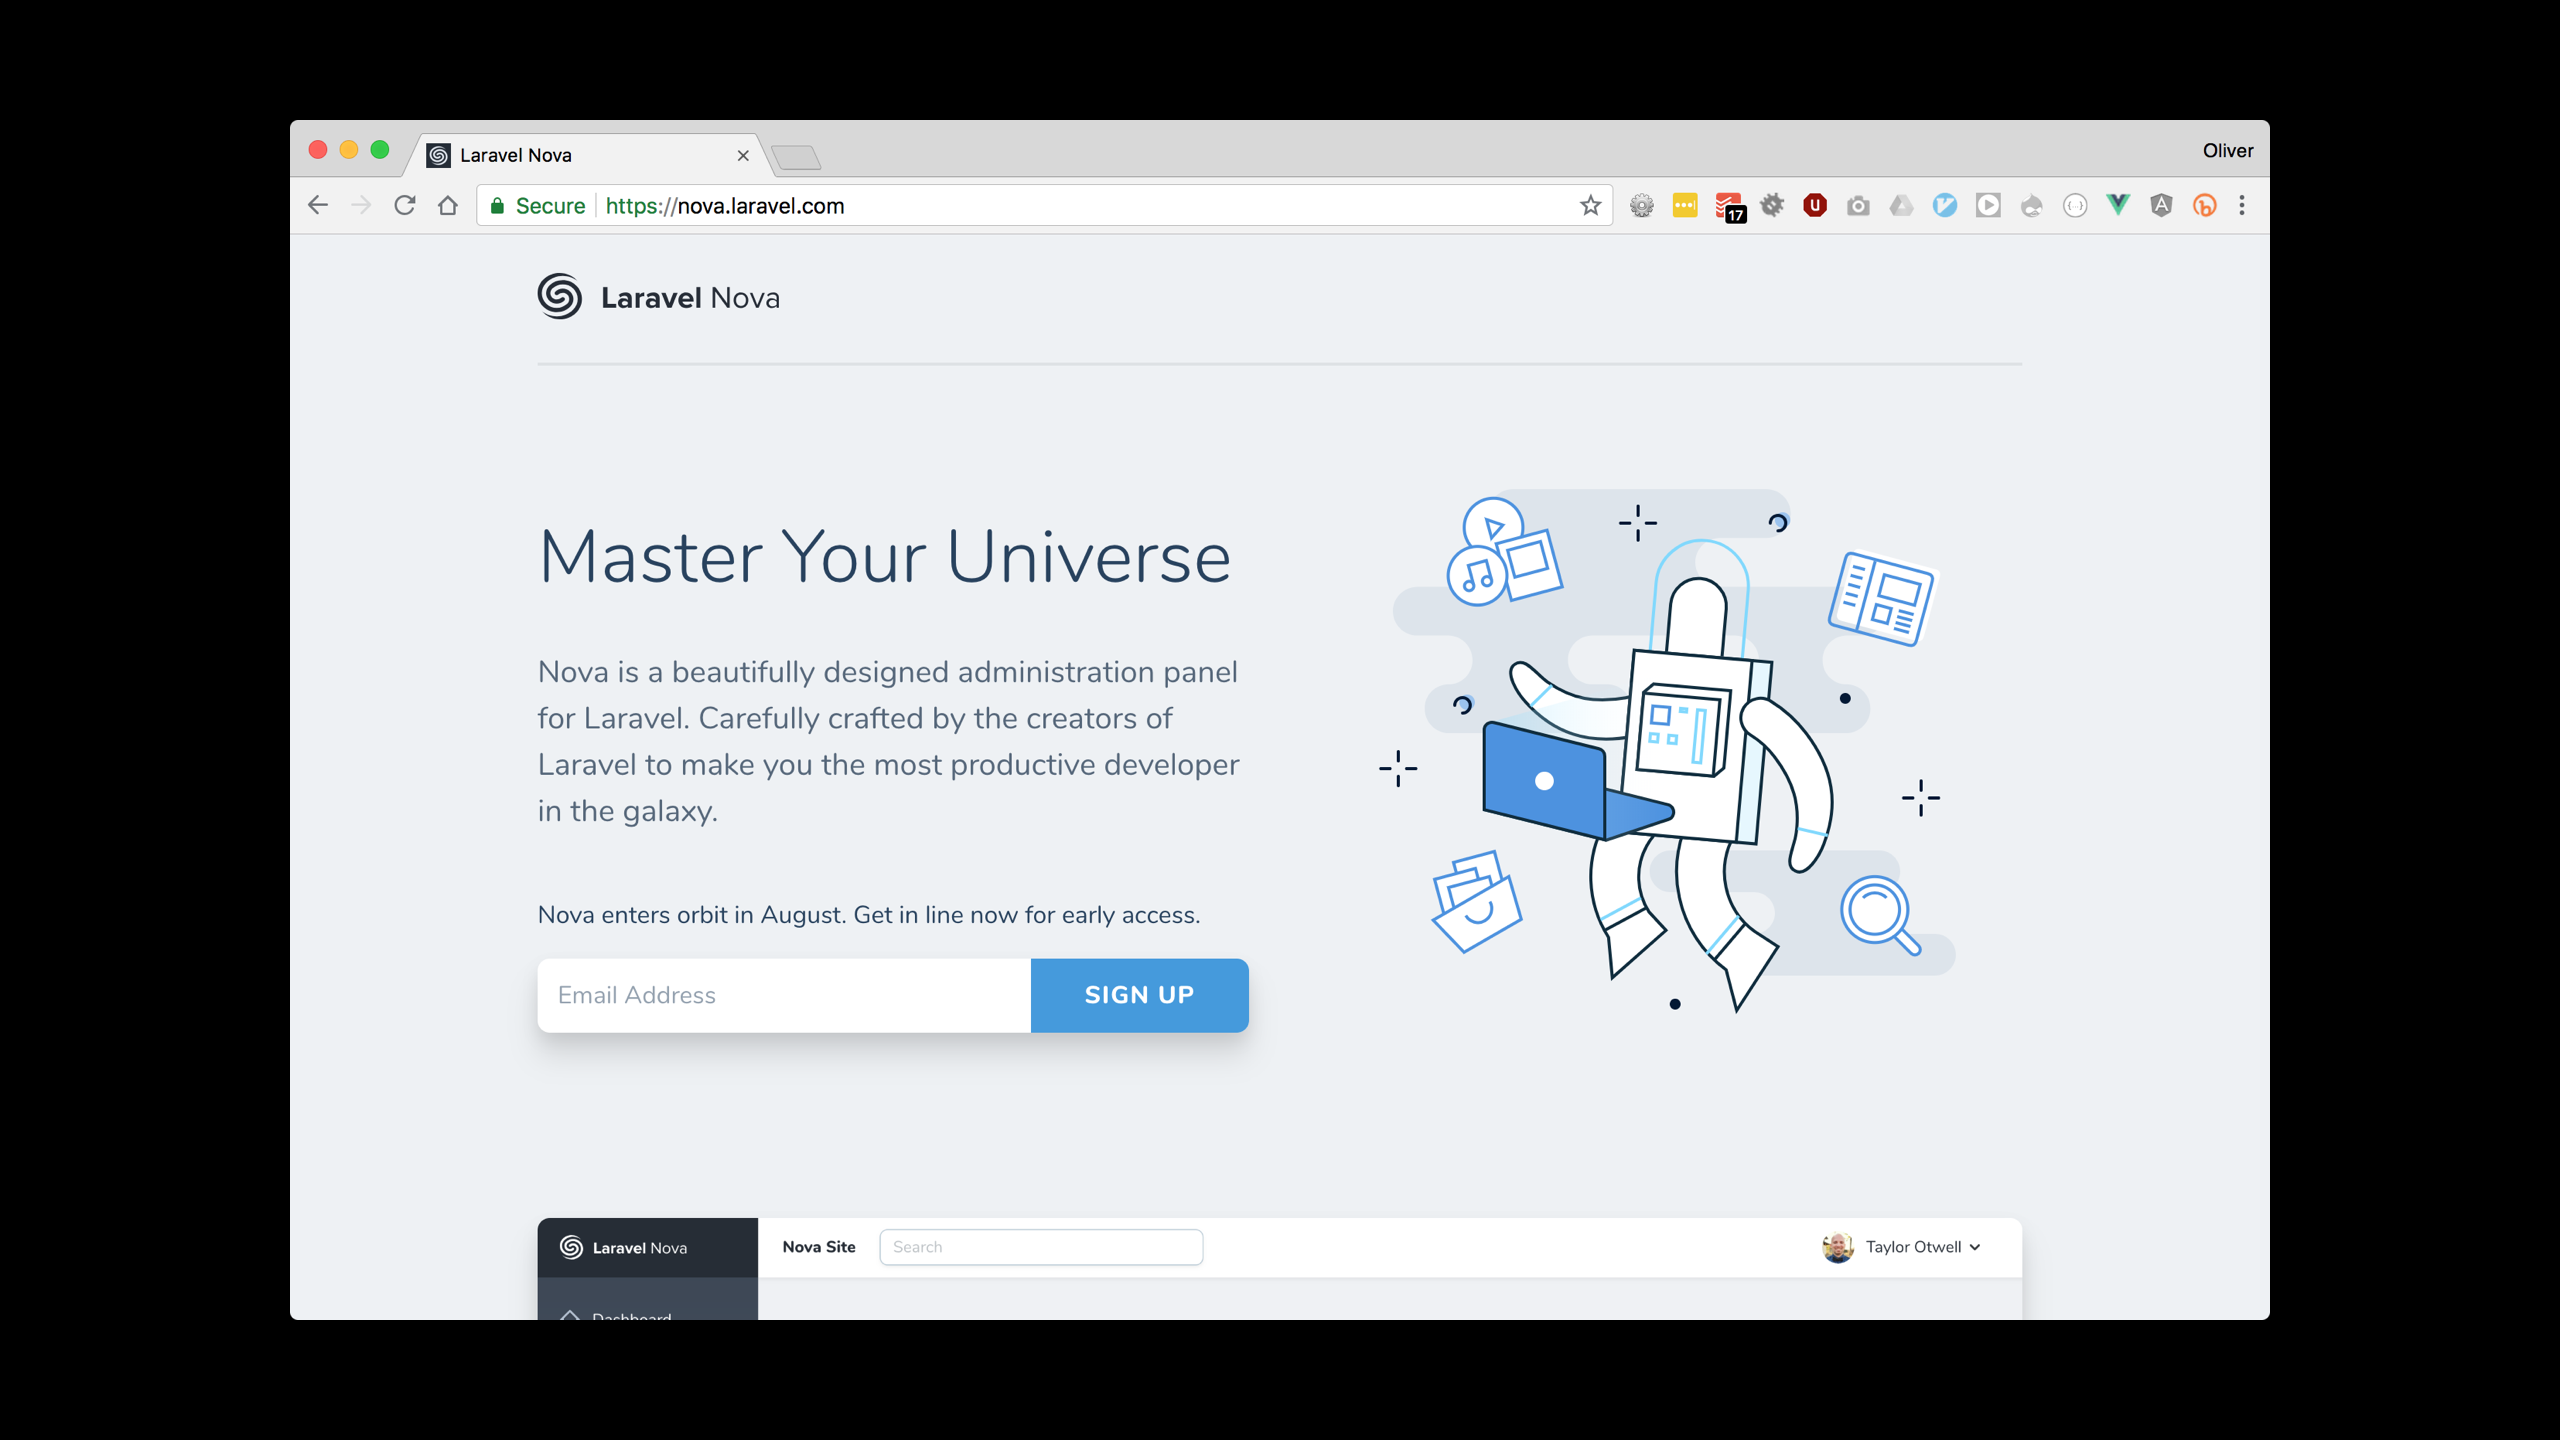 Laravel Nova
Oliver
Secure
https://nova.laravel.com
17
Laravel Nova
Master Your Universe
Nova is a beautifully designed administration panel
for Laravel. Carefully crafted by the creators of
Laravel to make you the most productive developer
in the galaxy.
Nova enters orbit in August. Get in line now for early access.
Email Address
SIGN UP
Laravel Nova
Nova Site
Search
Taylor Otwell
Dashboard